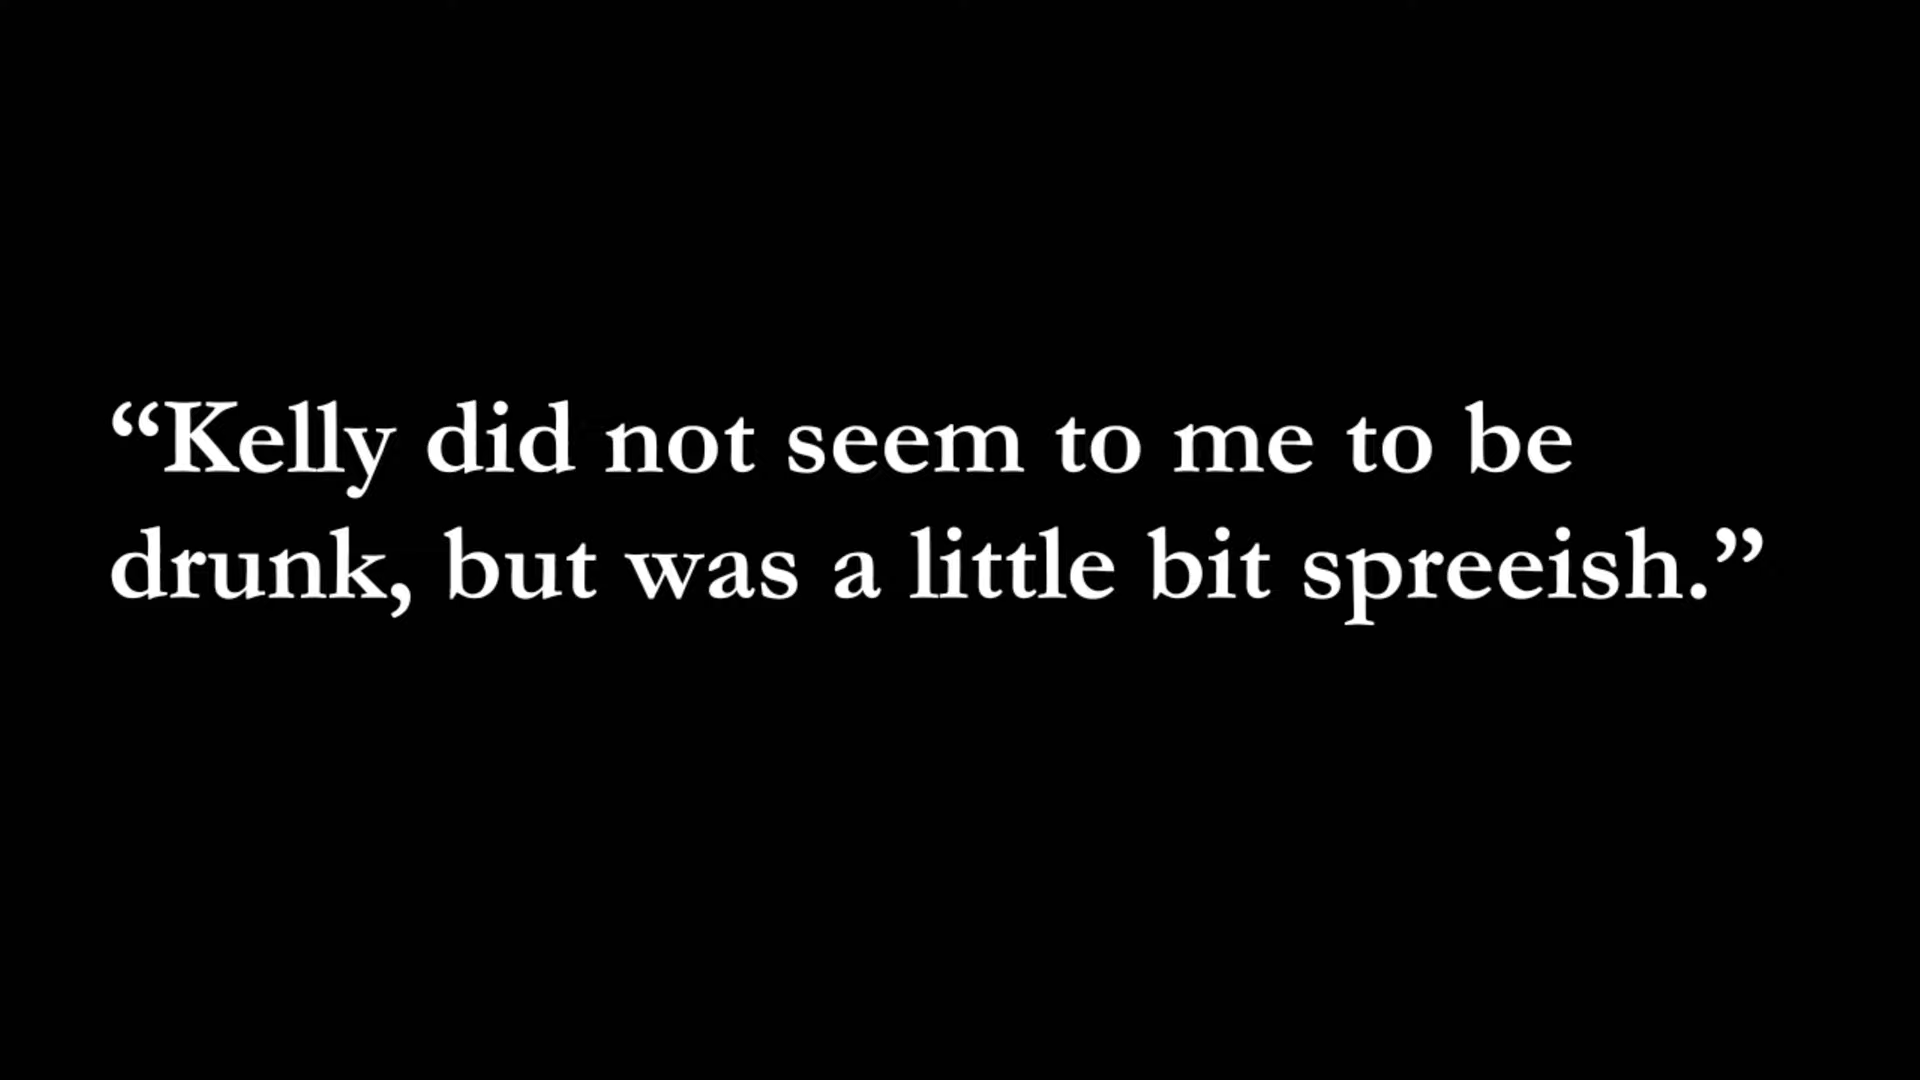 “Kelly did not seem to me to be
drunk, but was a little bit spreeish.”